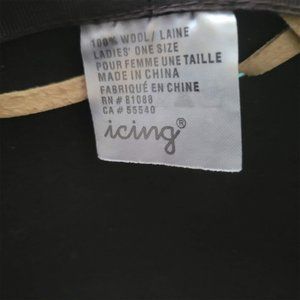 100% WOOL/ LAINE
LADIES' ONE SIZE
POUR FEMME UNE TAILLE
MADE IN CHINA
FABRIQUÉ EN CHINE
RN # 81088
CA # 55540
icing®